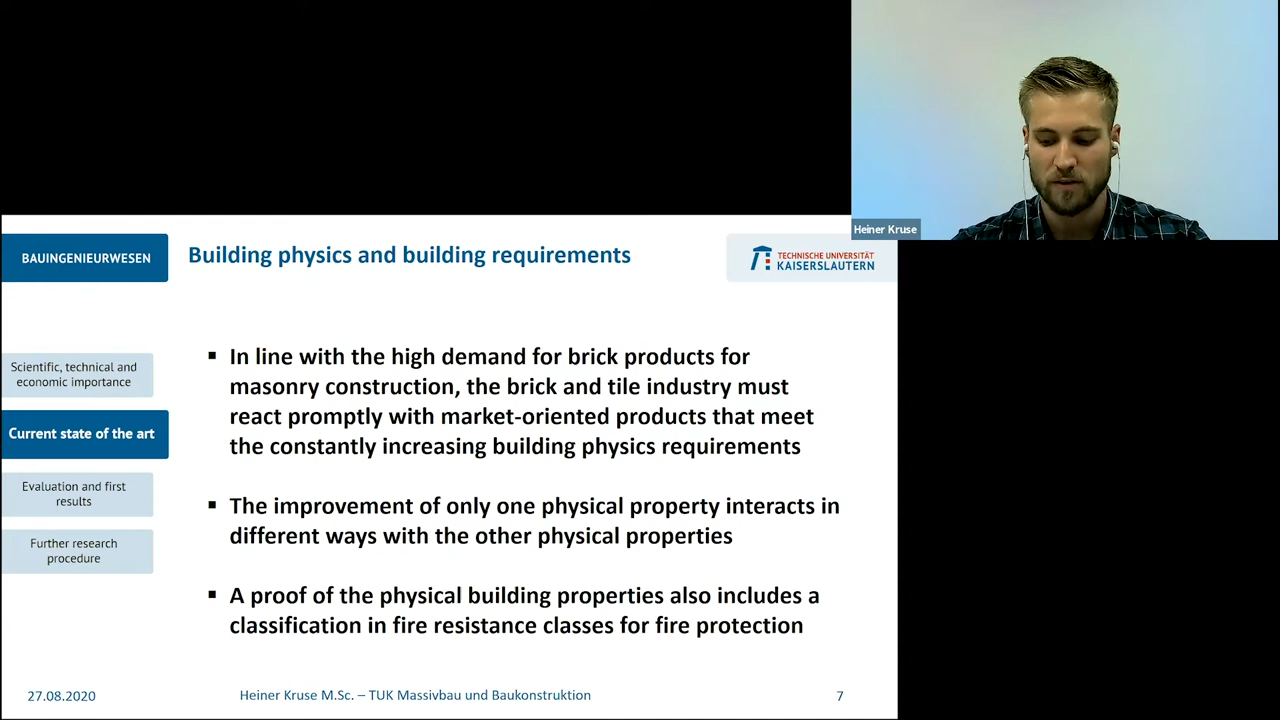 Heiner Kruse
BAUINGENIEURWESEN
Building physics and building requirements
TECHNISCHE UNIVERSITÄT
KAISERSLAUTERN
Scientific, technical and
economic importance
Current state of the art
Evaluation and first
results
Further research
procedure
▪ In line with the high demand for brick products for
masonry construction, the brick and tile industry must
react promptly with market-oriented products that meet
the constantly increasing building physics requirements
▪ The improvement of only one physical property interacts in
different ways with the other physical properties
▪ A proof of the physical building properties also includes a
classification in fire resistance classes for fire protection
27.08.2020
Heiner Kruse M.Sc. – TUK Massivbau und Baukonstruktion
7